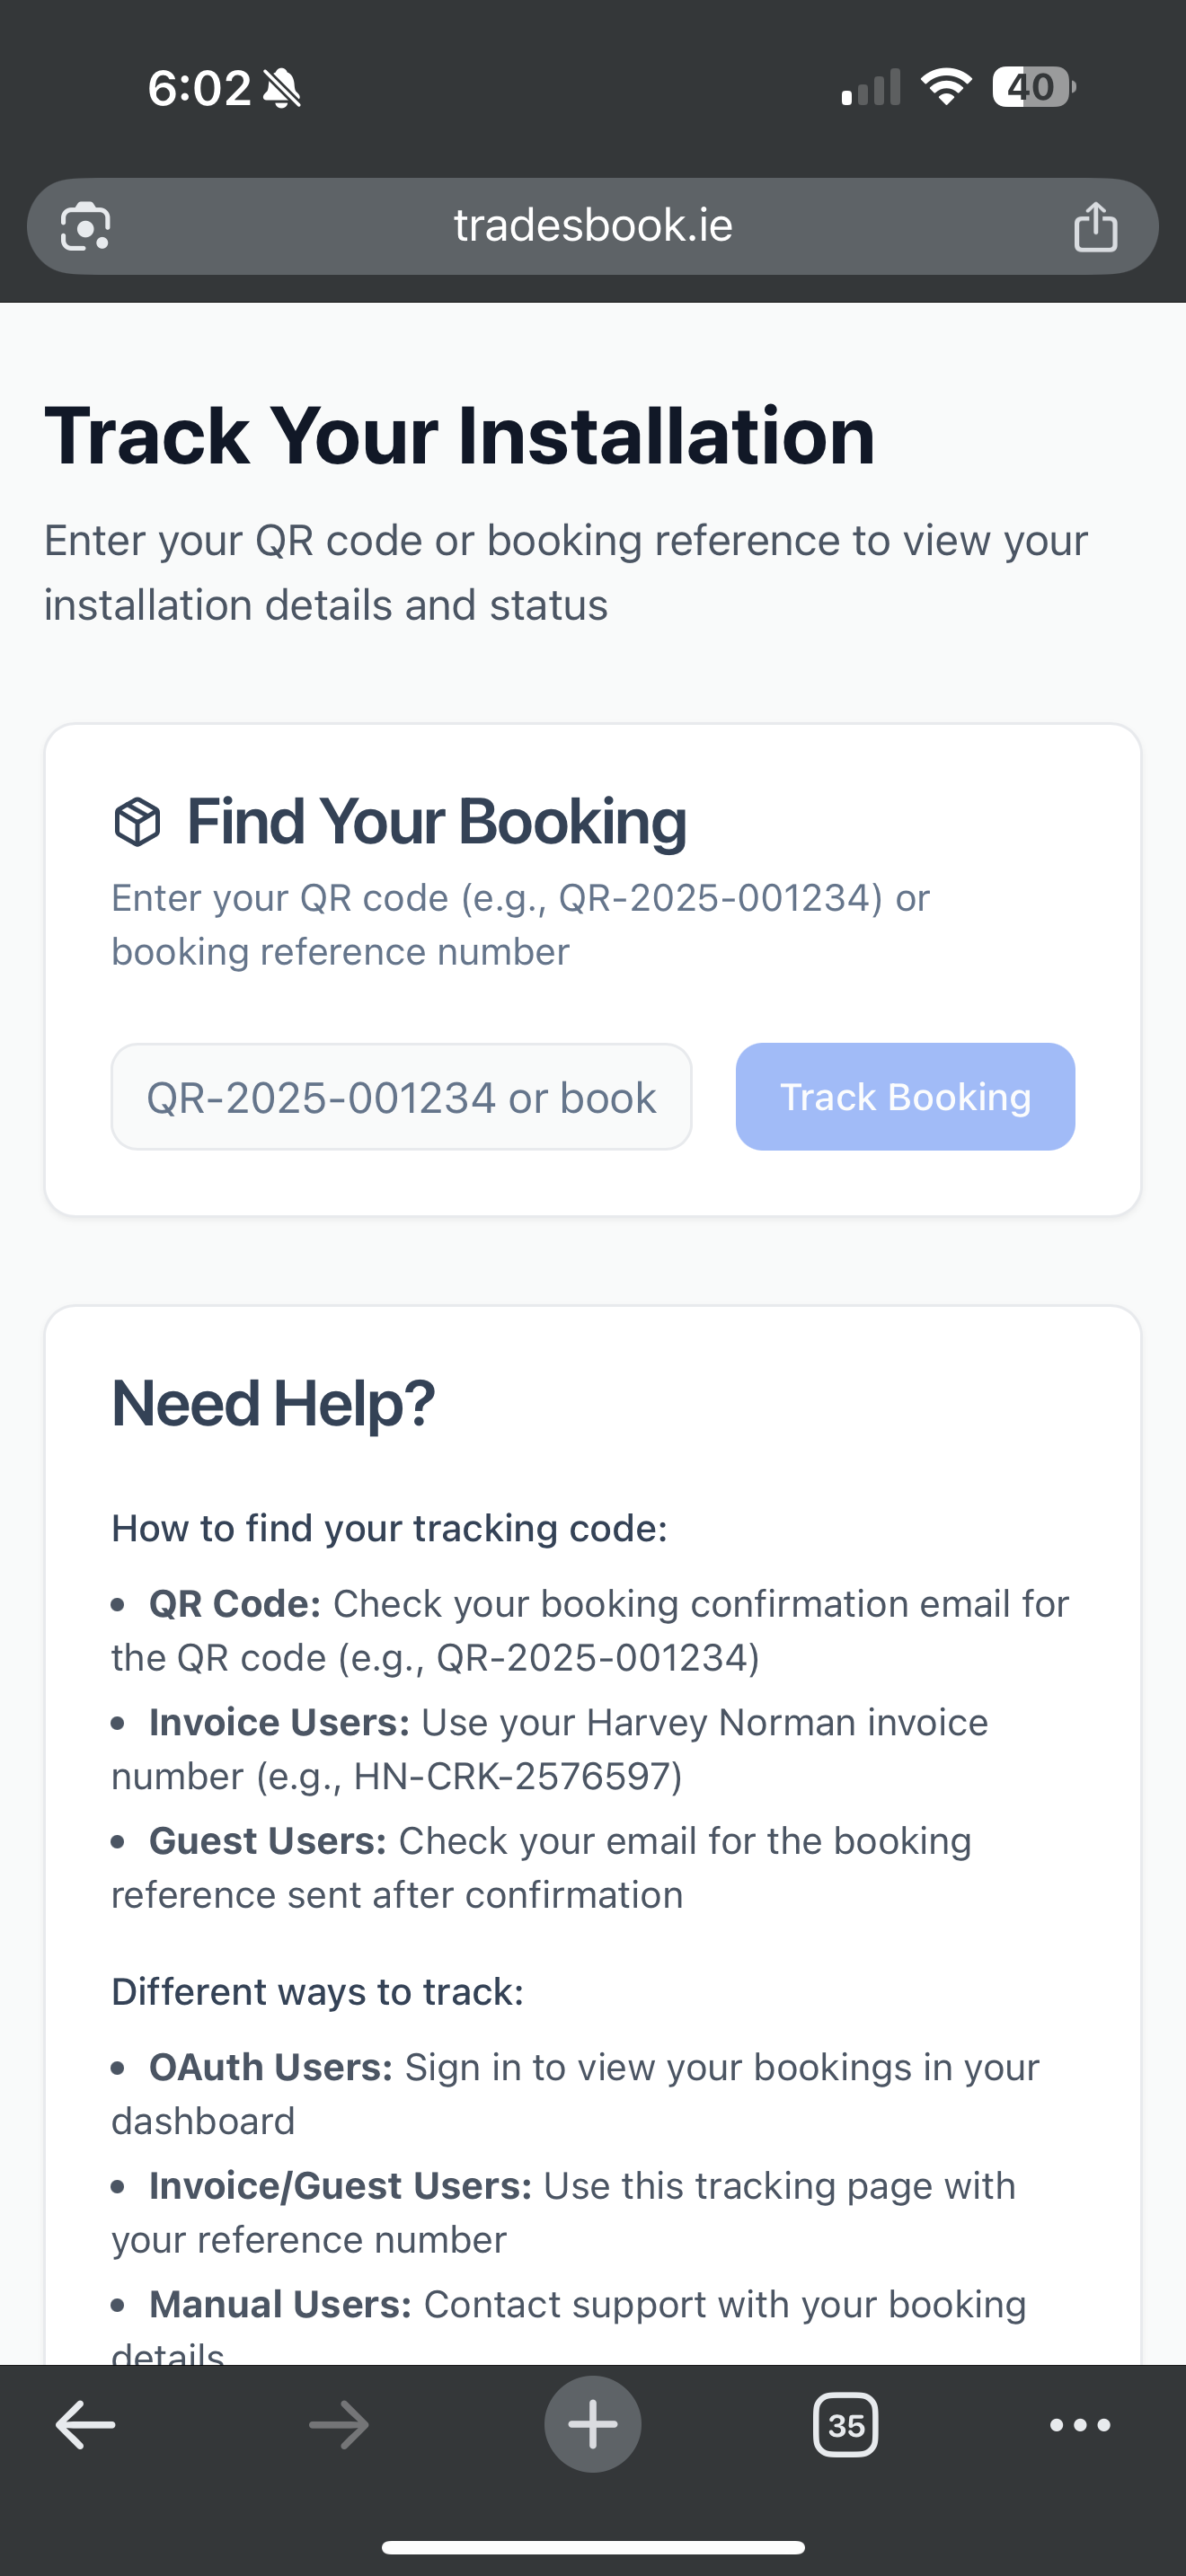 6:02
40
tradesbook.ie
Track Your Installation
Enter your QR code or booking reference to view your
installation details and status
Find Your Booking
Enter your QR code (e.g., QR-2025-001234) or
booking reference number
QR-2025-001234 or book
Track Booking
Need Help?
How to find your tracking code:
• QR Code: Check your booking confirmation email for
the QR code (e.g., QR-2025-001234)
• Invoice Users: Use your Harvey Norman invoice
number (e.g., HN-CRK-2576597)
• Guest Users: Check your email for the booking
reference sent after confirmation
Different ways to track:
• OAuth Users: Sign in to view your bookings in your
dashboard
• Invoice/Guest Users: Use this tracking page with
your reference number
• Manual Users: Contact support with your booking
details
35